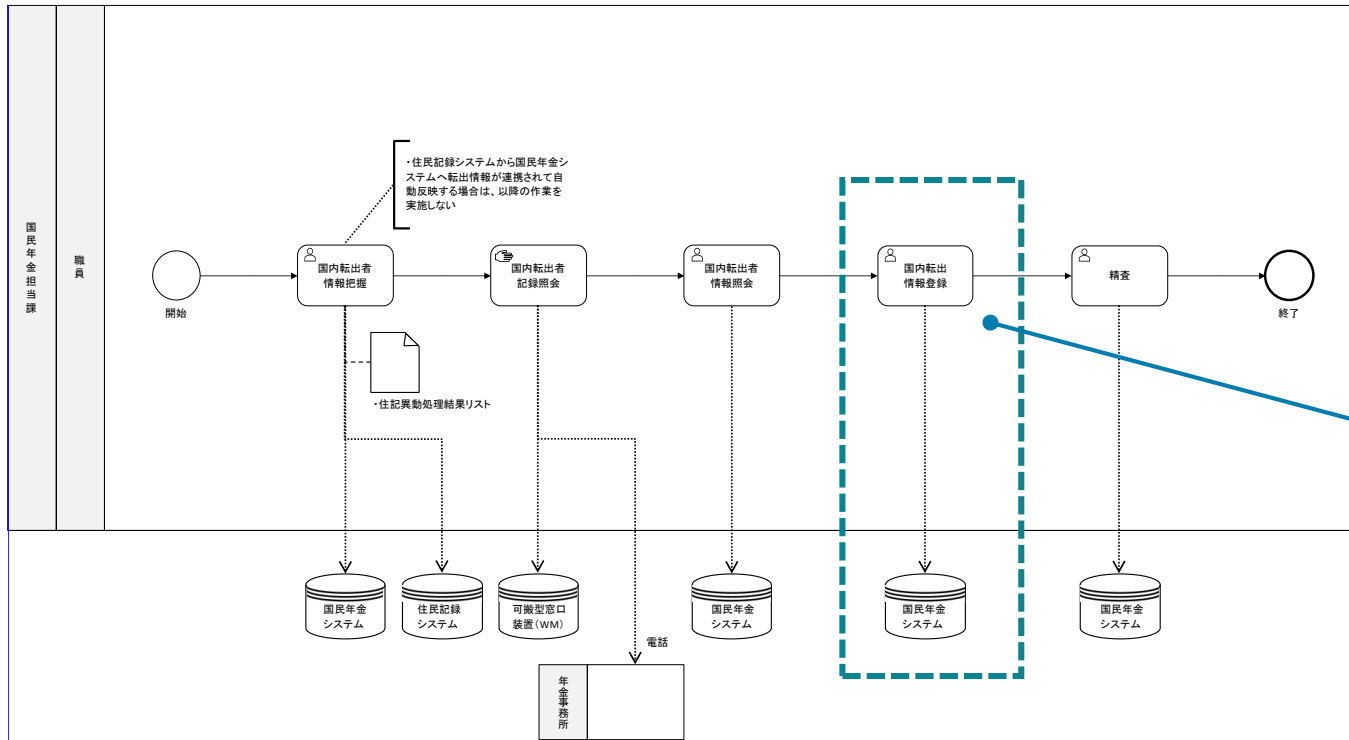 国民年金担当課
職員
・住民記録システムから国民年金シ
ステムへ転出情報が連携されて自
動反映する場合は、以降の作業を
実施しない
開始
国内転出者
情報把握
国内転出者
記録照会
国内転出者
情報照会
国内転出
情報登録
精査
終了
・住記異動処理結果リスト
国民年金
システム
住民記録
システム
可搬型窓口
装置(WM)
国民年金
システム
国民年金
システム
国民年金
システム
電話
年金事務所